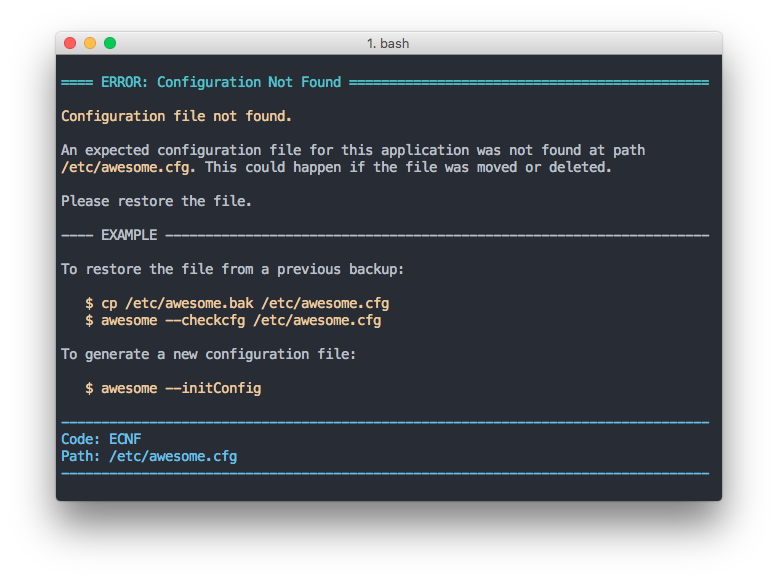 1. bash
==== ERROR: Configuration Not Found =============================================
Configuration file not found.
An expected configuration file for this application was not found at path
/etc/awesome.cfg. This could happen if the file was moved or deleted.
Please restore the file.
---- EXAMPLE --------------------------------------------------------------------
To restore the file from a previous backup:
$ cp /etc/awesome.bak /etc/awesome.cfg
$ awesome --checkcfg /etc/awesome.cfg
To generate a new configuration file:
$ awesome --initConfig
---------------------------------------------------------------------------------
Code: ECNF
Path: /etc/awesome.cfg
---------------------------------------------------------------------------------